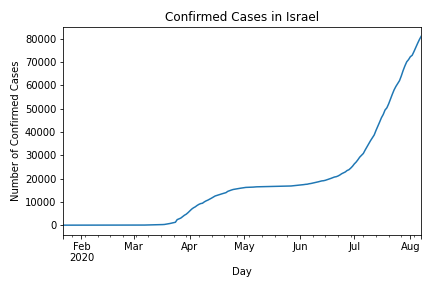 Confirmed Cases in Israel
Number of Confirmed Cases
80000
70000
60000
50000
40000
30000
20000
10000
0
Feb Mar Apr May Jun Jul Aug
2020
Day